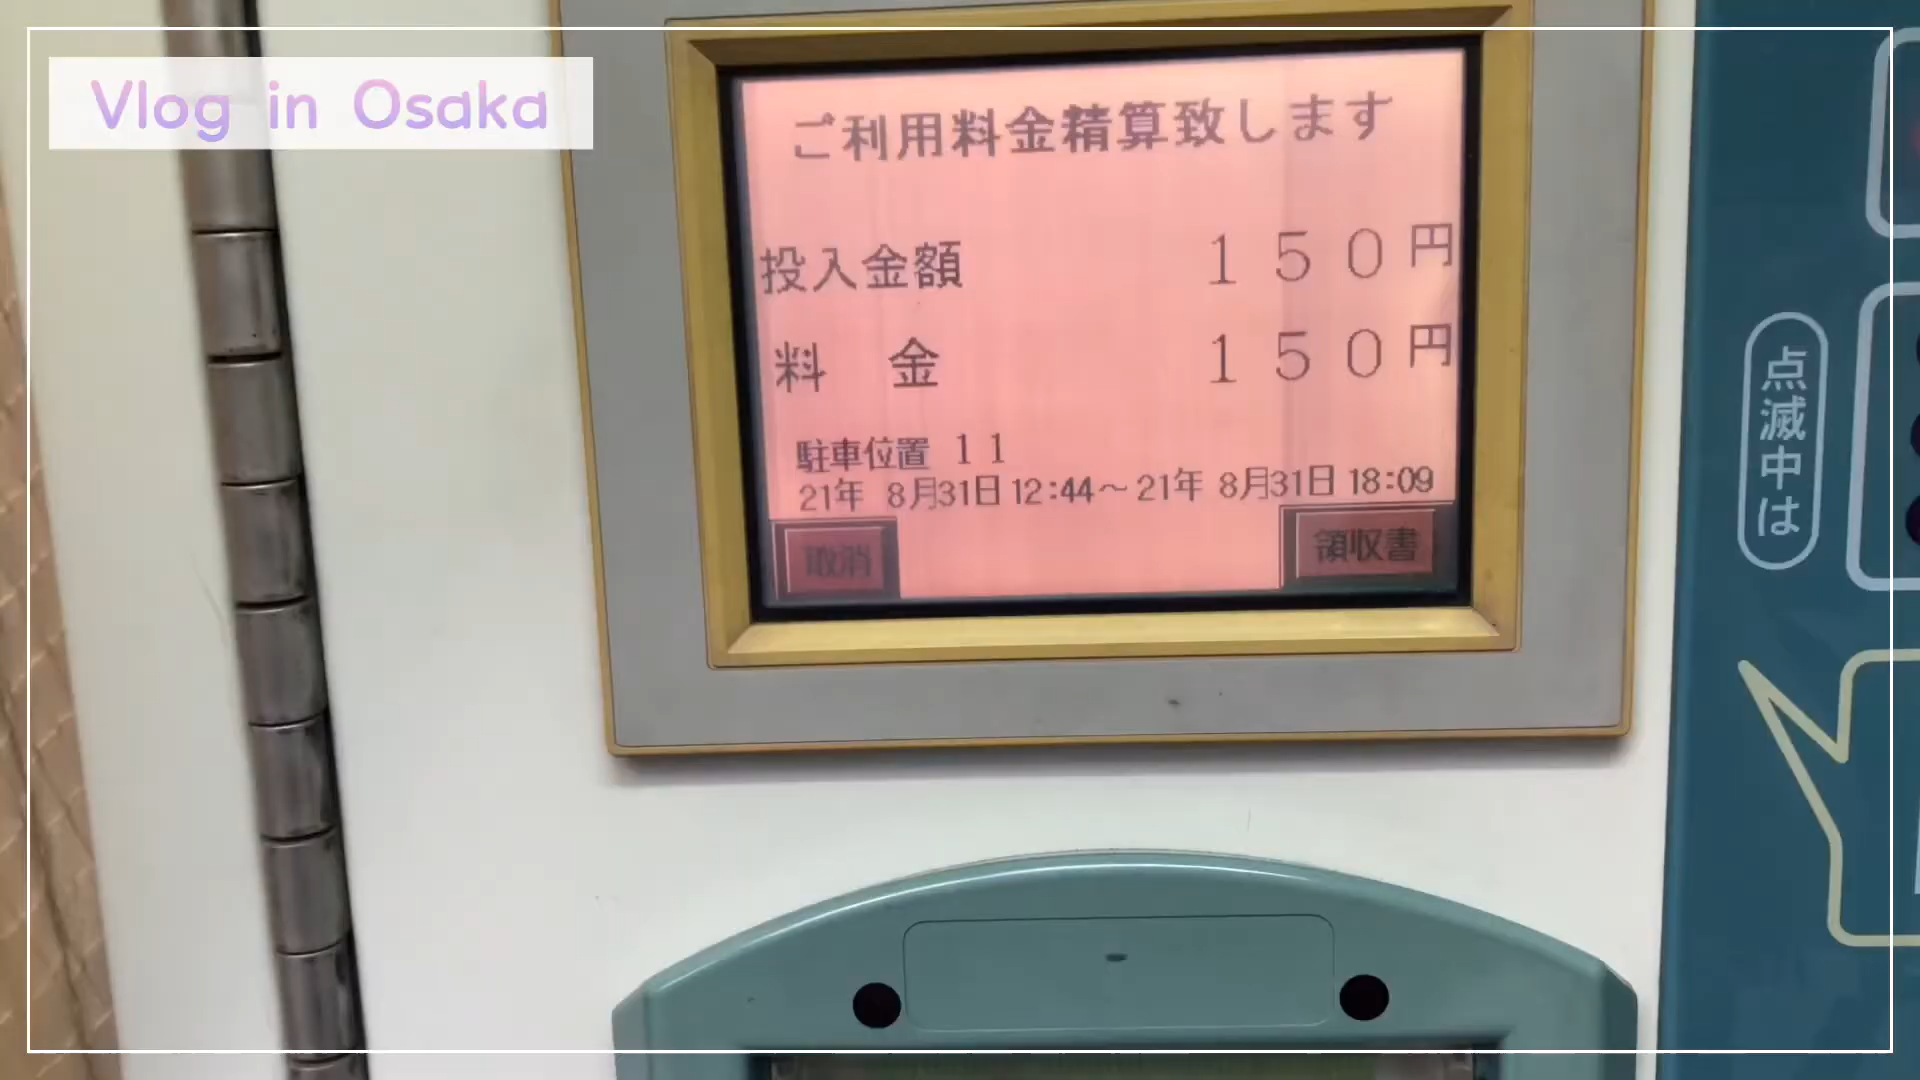 Vlog in Osaka
ご利用料金精算致します
投入金額 150円
料 金 150円
駐車位置 11
21年 8月31日 12:44～21年 8月31日 18:09
取消
領収書
点滅中は